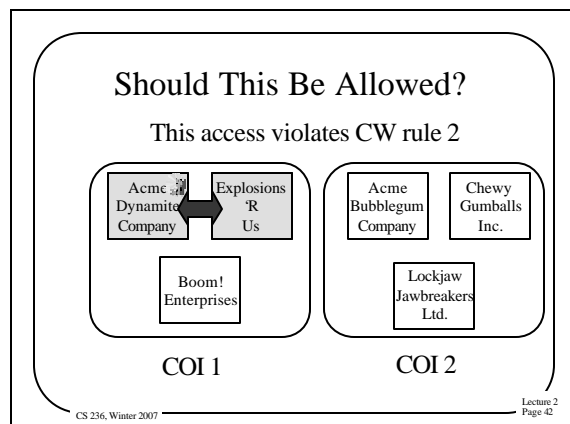 Should This Be Allowed?
This access violates CW rule 2
Acme
Dynamite
Company
Explosions
‘R
Us
Boom!
Enterprises
Acme
Bubblegum
Company
Chewy
Gumballs
Inc.
Lockjaw
Jawbreakers
Ltd.
COI 1
COI 2
CS 236, Winter 2007
Lecture 2
Page 42